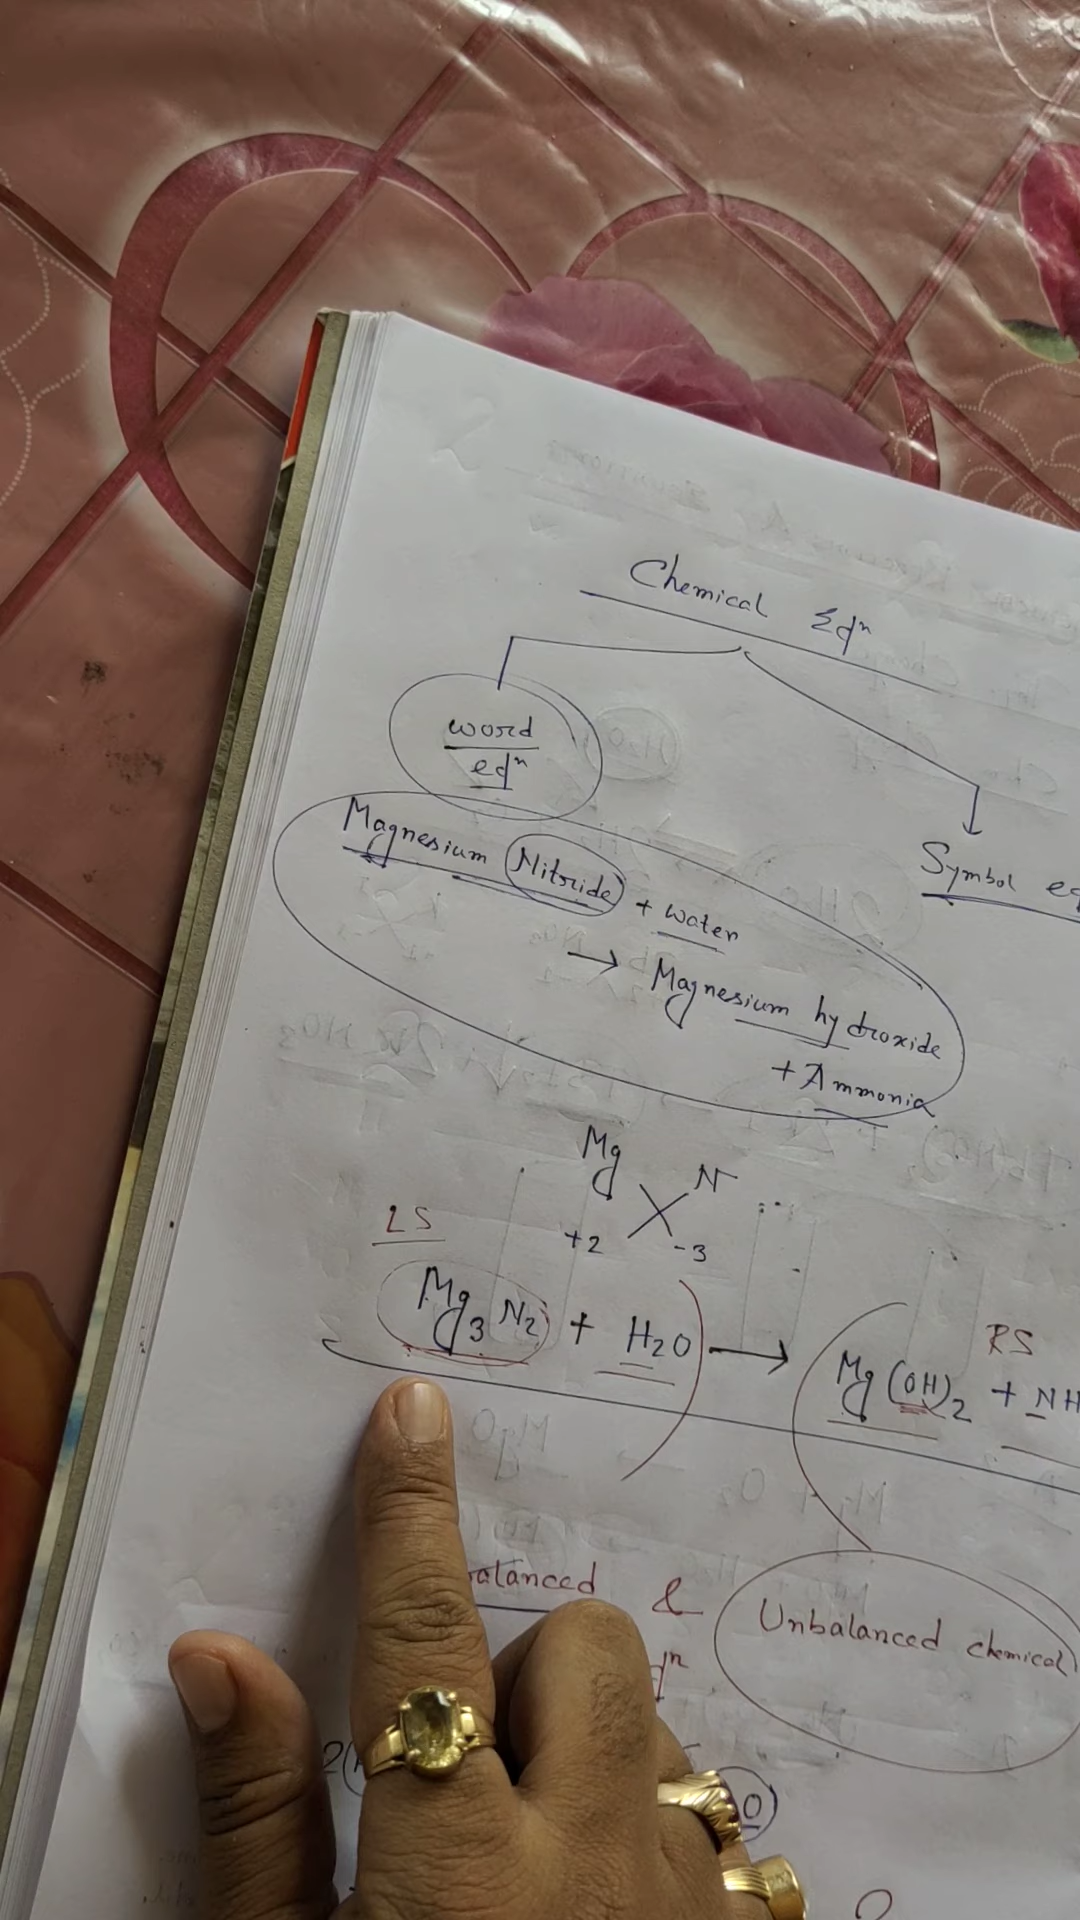 Chemical Eqⁿ
word
eqⁿ
Symbol eq
Magnesium Nitride + water
→ Magnesium hydroxide
+ Ammonia
Mg N
+2 -3
LS
RS
Mg₃N₂ + H₂O → Mg(OH)₂ + NH
alanced & Unbalanced chemical
qⁿ